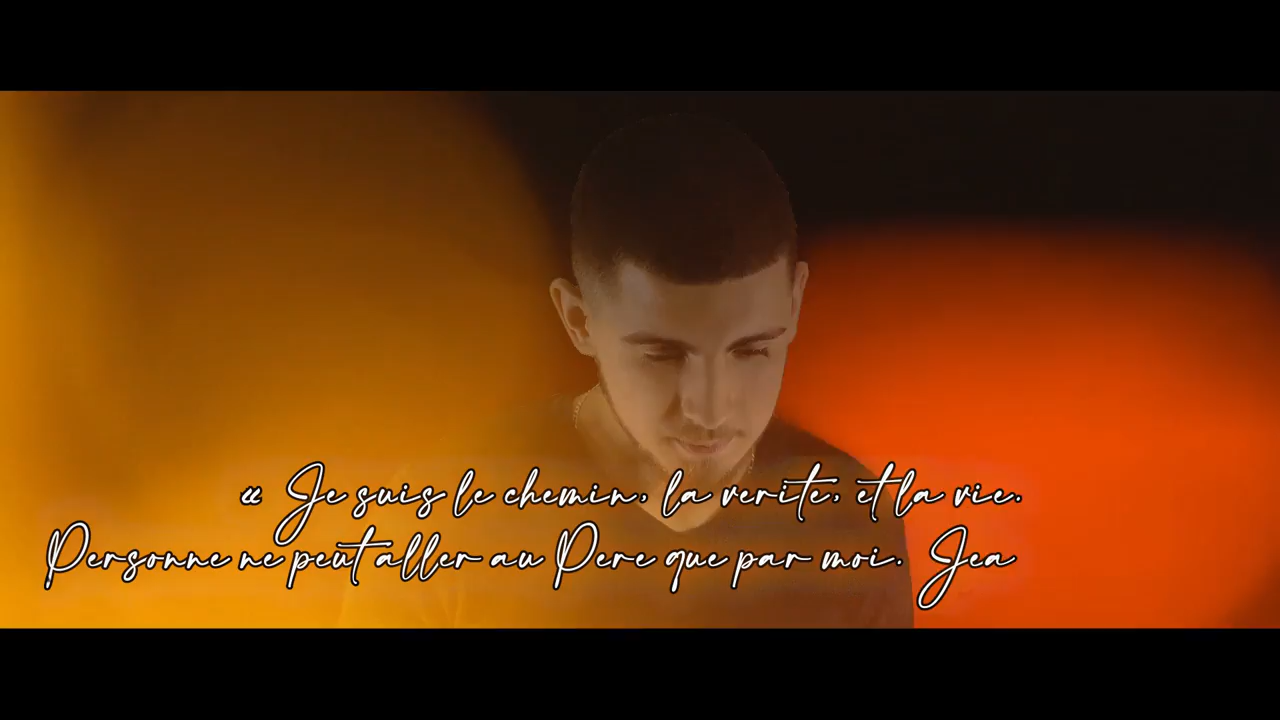 « Je suis le chemin, la verite, et la vie.
Personne ne peut aller au Pere que par moi. Jea